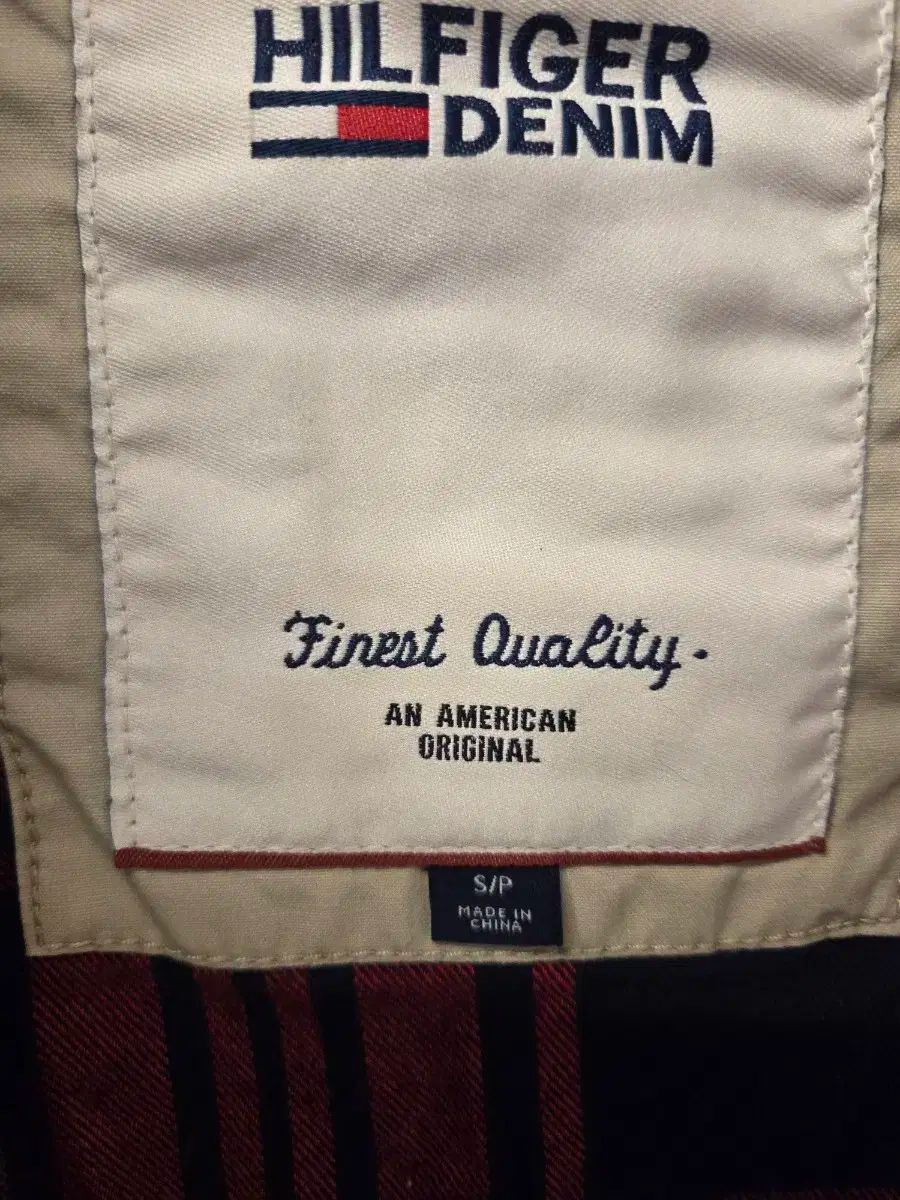 HILFIGER
DENIM
Finest Quality.
AN AMERICAN
ORIGINAL
S/P
MADE IN
CHINA